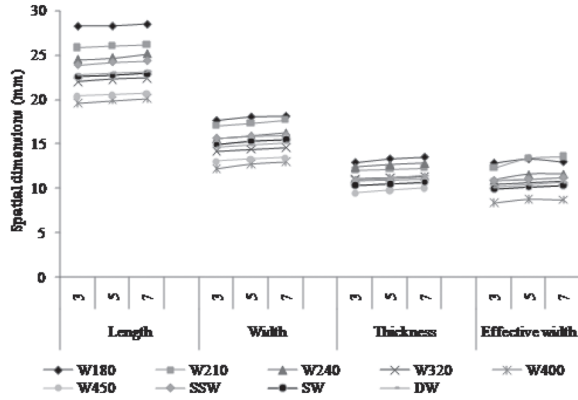 Spatial dimensions (mm)
30
25
20
15
10
5
0
3 5 7 3 5 7 3 5 7 3 5 7
Length Width Thickness Effective width
W180 W210 W240 W320 W400
W450 SSW SW DW